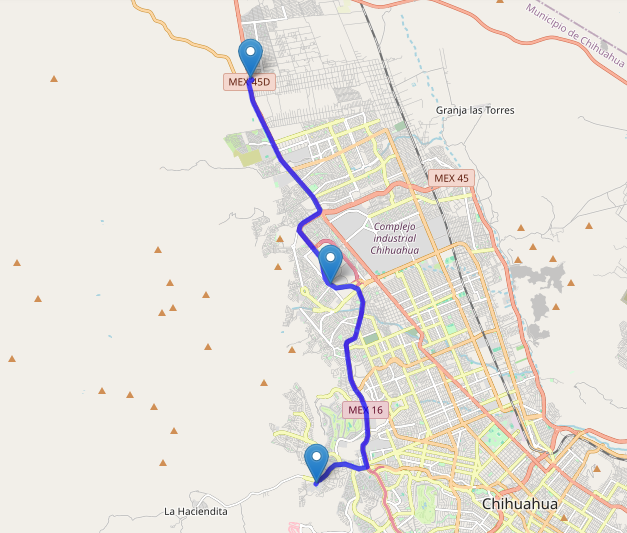 Municipio de Chihuahua
MEX 45D
Granja las Torres
MEX 45
Complejo
industrial
Chihuahua
MEX 16
Chihuahua
La Haciendita